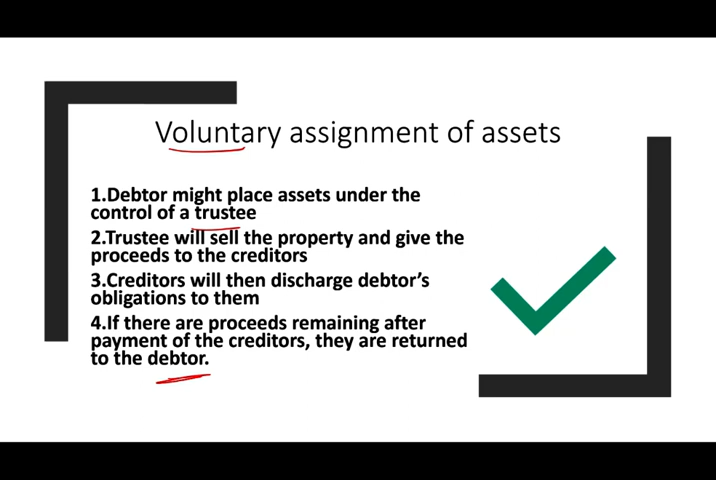 Voluntary assignment of assets
1.Debtor might place assets under the
control of a trustee
2.Trustee will sell the property and give the
proceeds to the creditors
3.Creditors will then discharge debtor’s
obligations to them
4.If there are proceeds remaining after
payment of the creditors, they are returned
to the debtor.